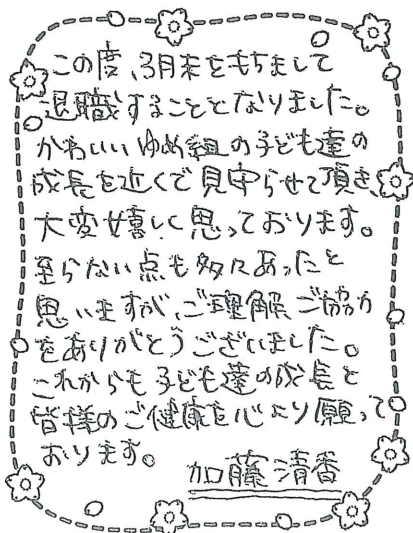 この度、3月末をもちまして
退職することとなりました。
かわいいゆめ組の子ども達の
成長を近くで見守らせて頂き、
大変嬉しく思っております。
至らない点も多々あったと
思いますが、ご理解ご協力
をありがとうございました。
これからも子ども達の成長と
皆様のご健康を心より願って
おります。
加藤清香